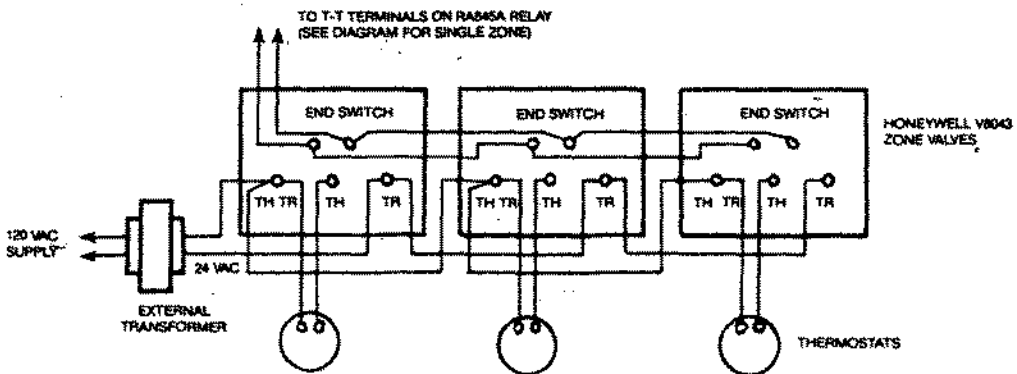 TO T-T TERMINALS ON RA845A RELAY
(SEE DIAGRAM FOR SINGLE ZONE)
END SWITCH
END SWITCH
END SWITCH
HONEYWELL V8043
ZONE VALVES
TH TR
TH
TR
TH TR
TH
TR
TH TR
TH
TR
120 VAC
SUPPLY
24 VAC
EXTERNAL
TRANSFORMER
THERMOSTATS